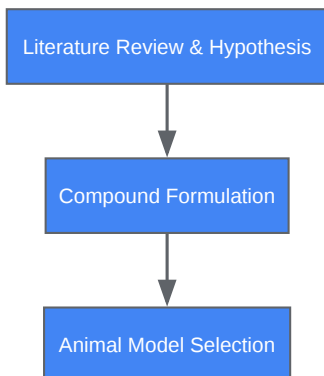 Literature Review & Hypothesis
Compound Formulation
Animal Model Selection